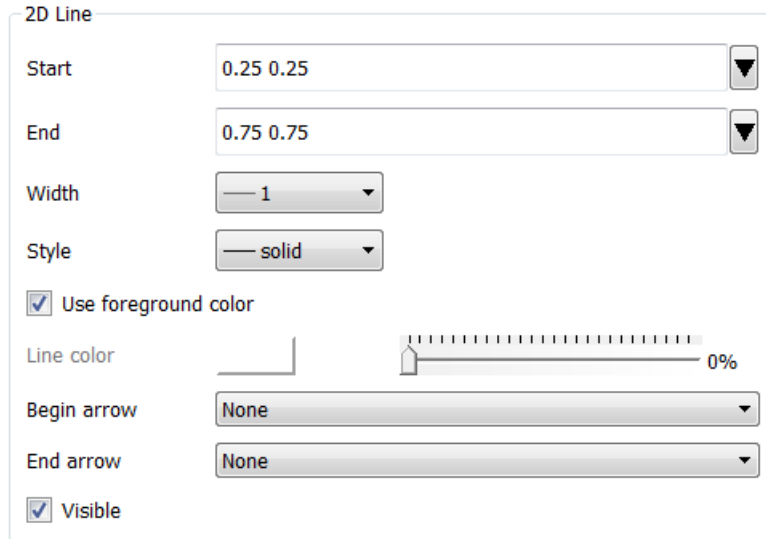 2D Line
Start 0.25 0.25
End 0.75 0.75
Width 1
Style solid
Use foreground color
Line color 0%
Begin arrow None
End arrow None
Visible